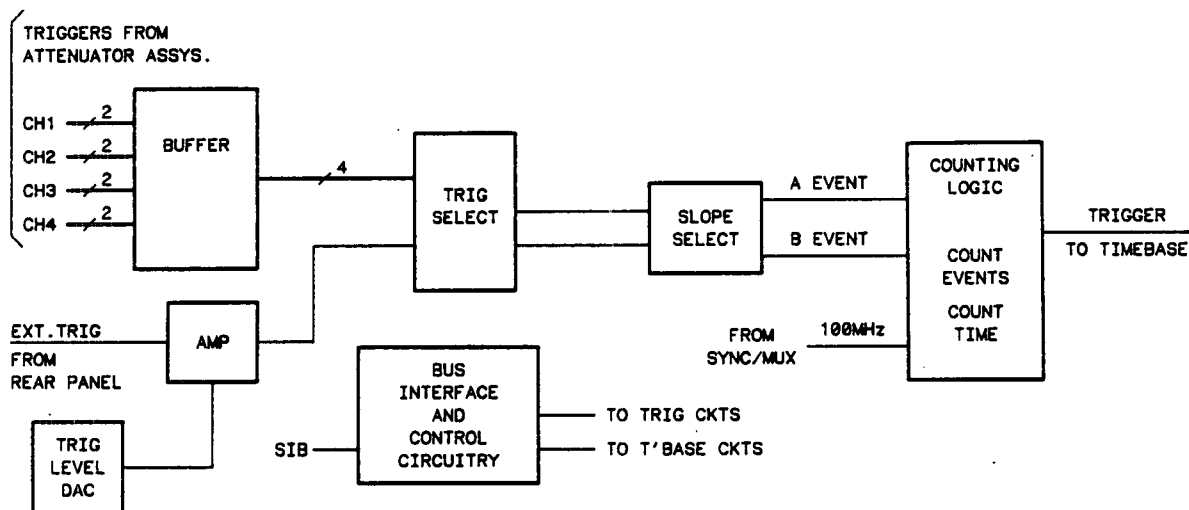 TRIGGERS FROM
ATTENUATOR ASSYS.
CH1
2
CH2
2
CH3
2
CH4
2
BUFFER
4
TRIG
SELECT
SLOPE
SELECT
A EVENT
B EVENT
COUNTING
LOGIC
COUNT
EVENTS
COUNT
TIME
TRIGGER
TO TIMEBASE
EXT.TRIG
FROM
REAR PANEL
AMP
TRIG
LEVEL
DAC
SIB
BUS
INTERFACE
AND
CONTROL
CIRCUITRY
TO TRIG CKTS
TO T'BASE CKTS
FROM
SYNC/MUX
100MHz